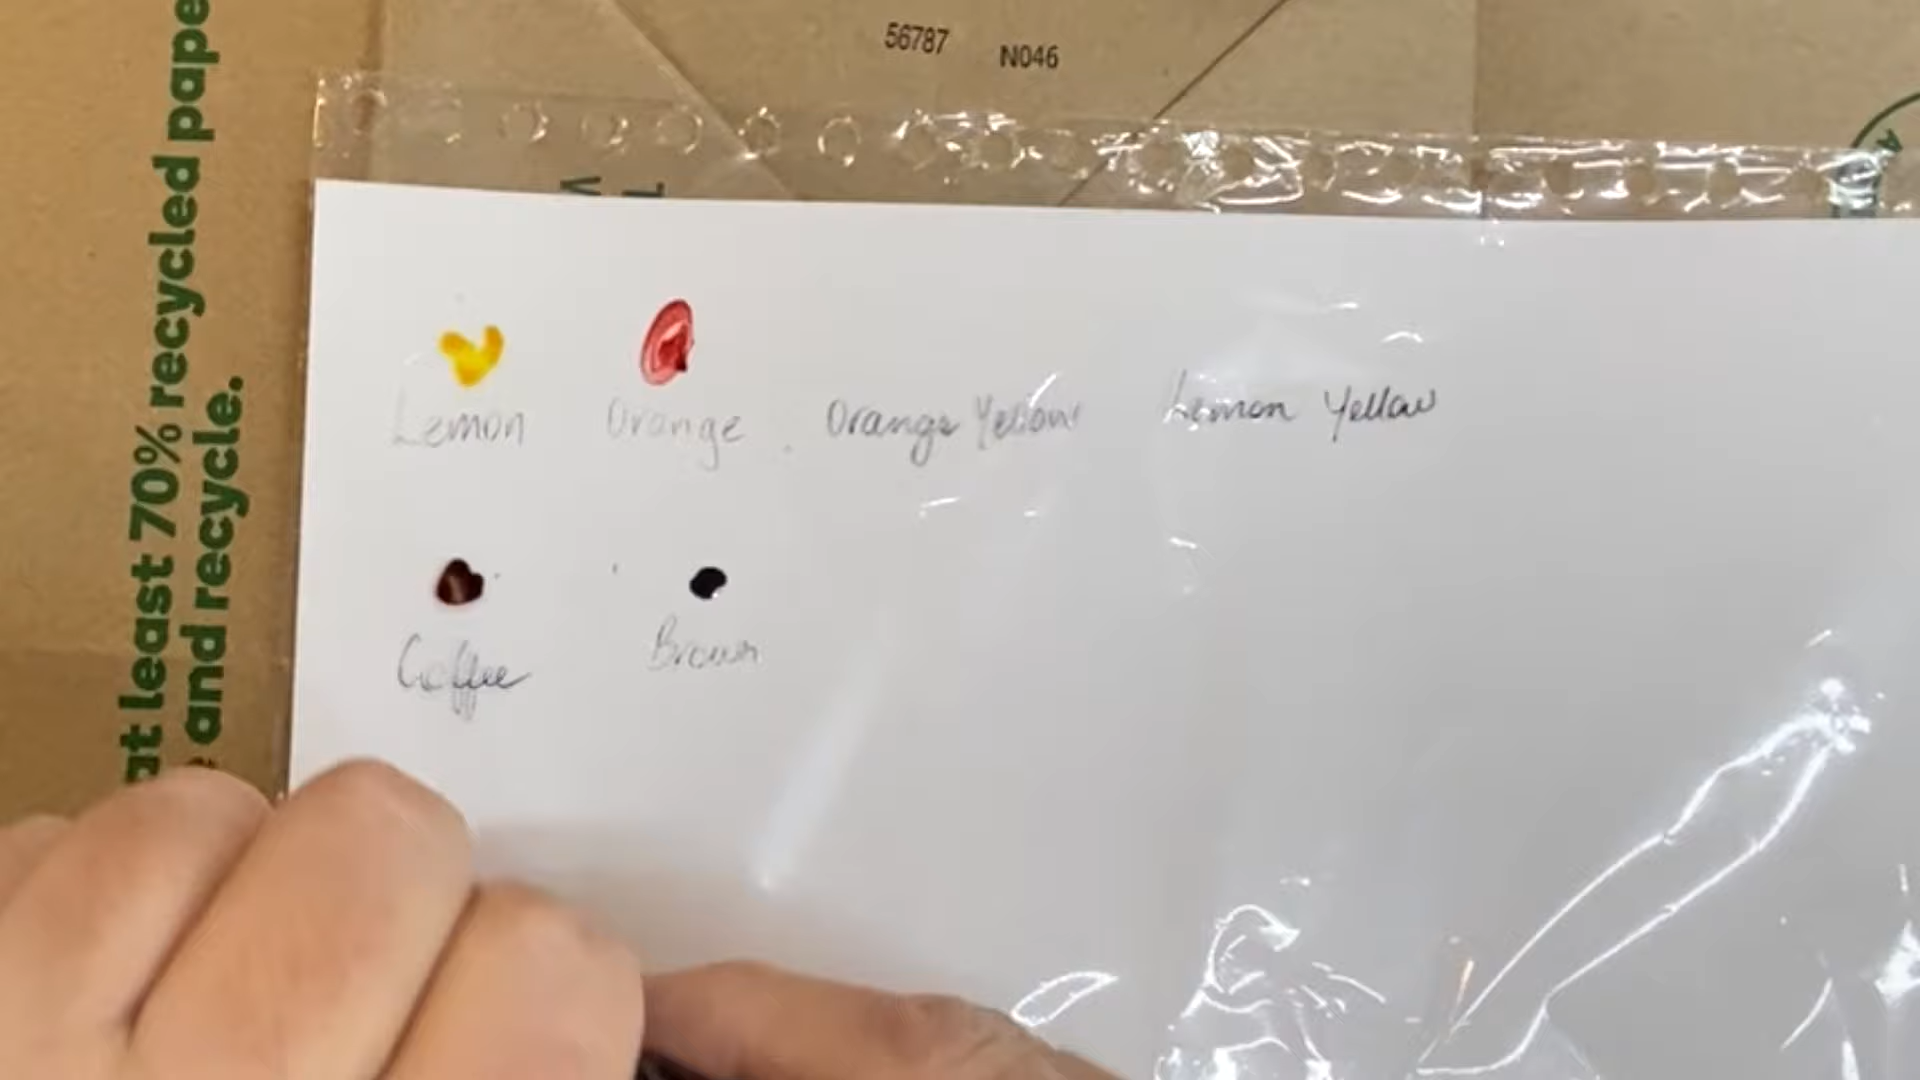 56787 N046
at least 70% recycled pape
and recycle.
Lemon Orange Orange Yellow Lemon Yellow
Coffee Brown